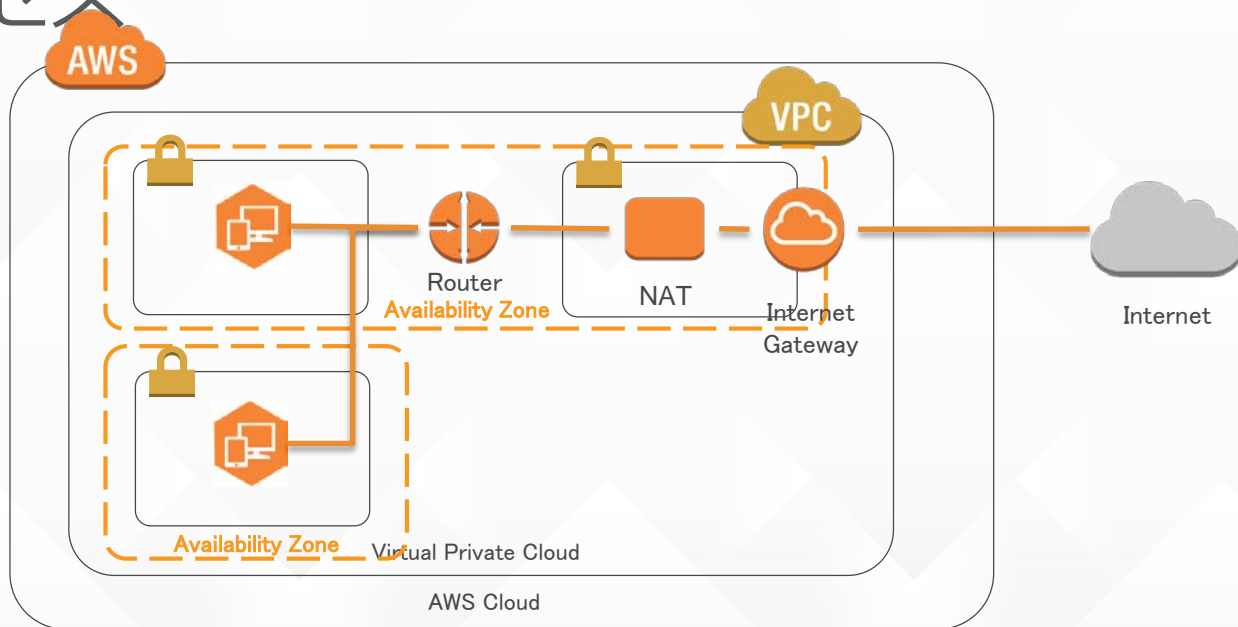 AWS
VPC
Router
Availability Zone
NAT
Internet
Gateway
Internet
Availability Zone
Virtual Private Cloud
AWS Cloud